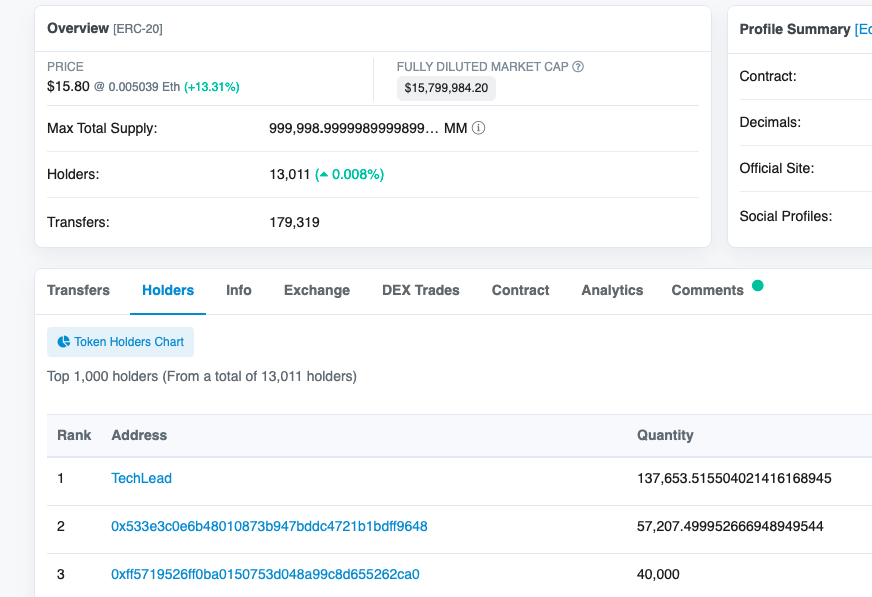 Overview [ERC-20]
PRICE
$15.80 @ 0.005039 Eth (+13.31%)
FULLY DILUTED MARKET CAP
$15,799,984.20
Max Total Supply: 999,998.9999989999899... MM
Holders: 13,011 (0.008%)
Transfers: 179,319
Profile Summary [Ed
Contract:
Decimals:
Official Site:
Social Profiles:
Transfers Holders Info Exchange DEX Trades Contract Analytics Comments
Token Holders Chart
Top 1,000 holders (From a total of 13,011 holders)
Rank Address Quantity
1 TechLead 137,653.515504021416168945
2 0x533e3c0e6b48010873b947bddc4721b1bdff9648 57,207.499952666948949544
3 0xff5719526ff0ba0150753d048a99c8d655262ca0 40,000